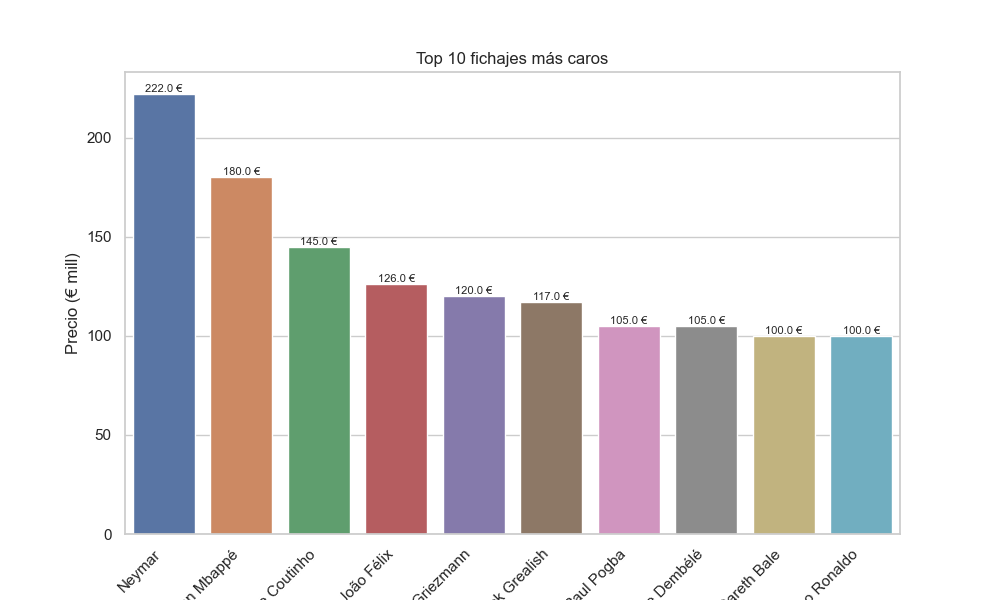 Top 10 fichajes más caros
Precio (€ mill)
200
150
100
50
0
222.0 €
180.0 €
145.0 €
126.0 €
120.0 €
117.0 €
105.0 €
105.0 €
100.0 €
100.0 €
Neymar
n Mbappé
Coutinho
João Félix
Griezmann
k Grealish
Paul Pogba
Dembélé
Gareth Bale
o Ronaldo